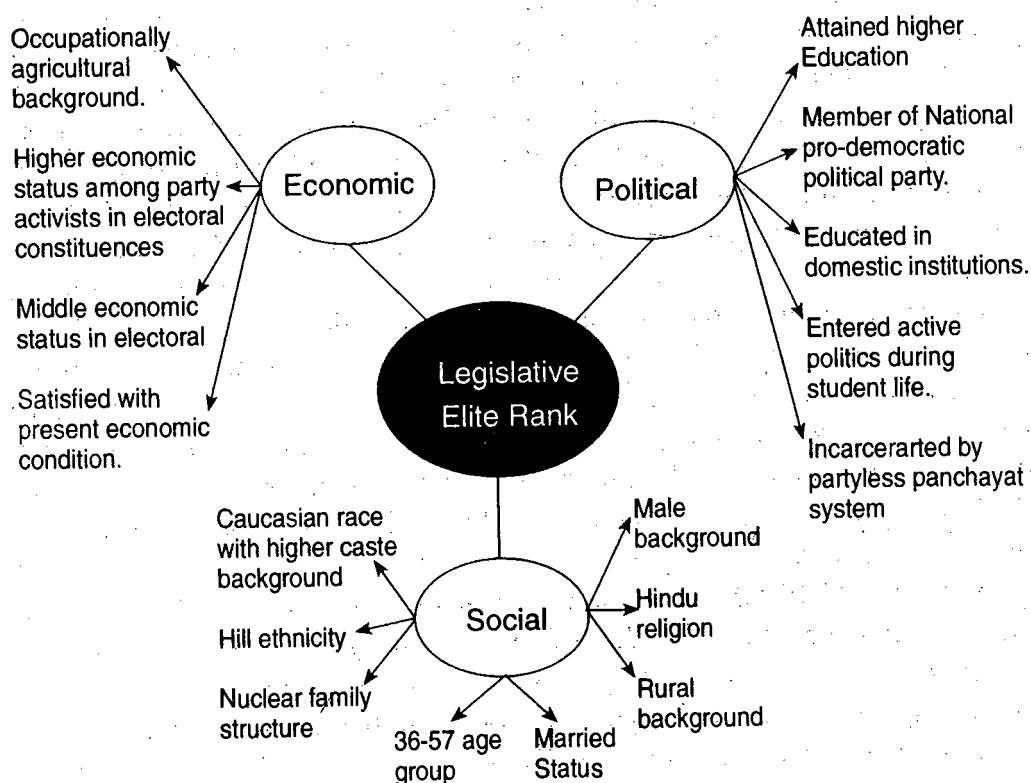 Occupationally
agricultural
background.
Higher economic
status among party
activists in electoral
constituences
Middle economic
status in electoral
Satisfied with
present economic
condition.
Economic
Political
Attained higher
Education
Member of National
pro-democratic
political party.
Educated in
domestic institutions.
Entered active
politics during
student life.
Incarcerarted by
partyless panchayat
system
Legislative
Elite Rank
Caucasian race
with higher caste
background
Hill ethnicity
Nuclear family
structure
Social
Male
background
Hindu
religion
Rural
background
36-57 age
group
Married
Status